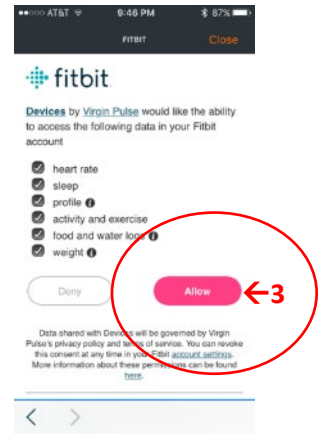 AT&T 9:46 PM 87%
FITBIT Close
fitbit
Devices by Virgin Pulse would like the ability
to access the following data in your Fitbit
account
heart rate
sleep
profile
activity and exercise
food and water logs
weight
Deny Allow ←3
Data shared with Devices will be governed by Virgin
Pulse's privacy policy and terms of service. You can revoke
this consent at any time in your Fitbit account settings.
More information about these permissions can be found
here.